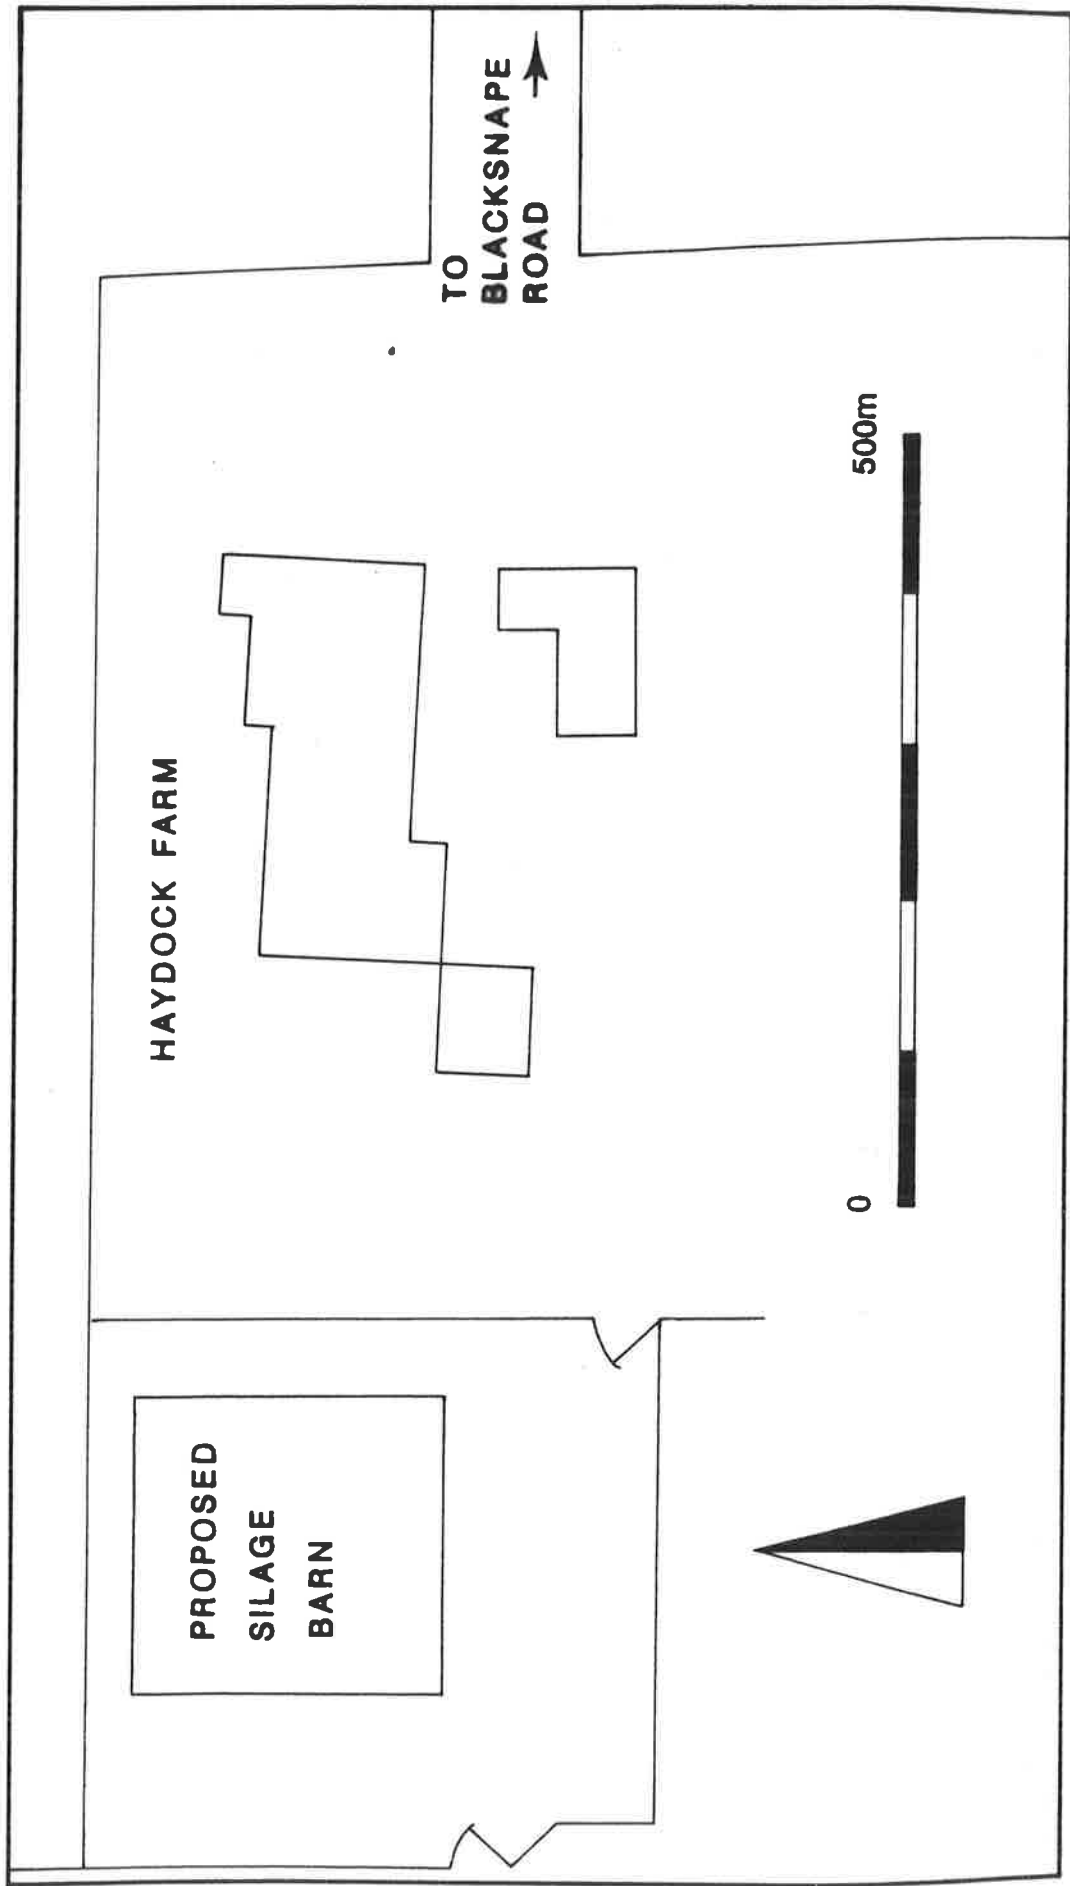 HAYDOCK FARM
TO
BLACKSNAPE
ROAD
PROPOSED
SILAGE
BARN
0
500m